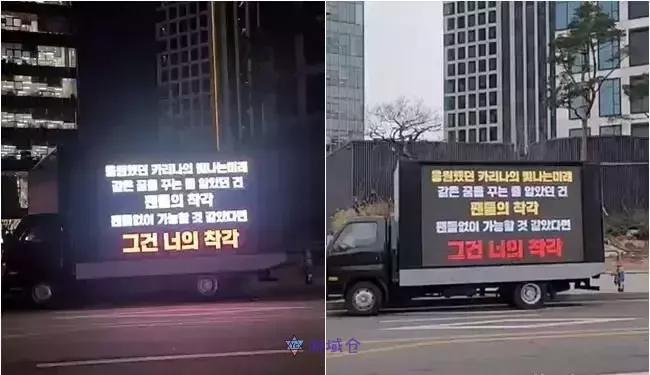 응원했던 카리나의 빛나는미래
같은 꿈을 꾸는 줄 알았던 건
팬들의 착각
팬들없이 가능할 것 같았다면
그건 너의 착각
응원했던 카리나의 빛나는미래
같은 꿈을 꾸는 줄 알았던 건
팬들의 착각
팬들없이 가능할 것 같았다면
그건 너의 착각
域仓